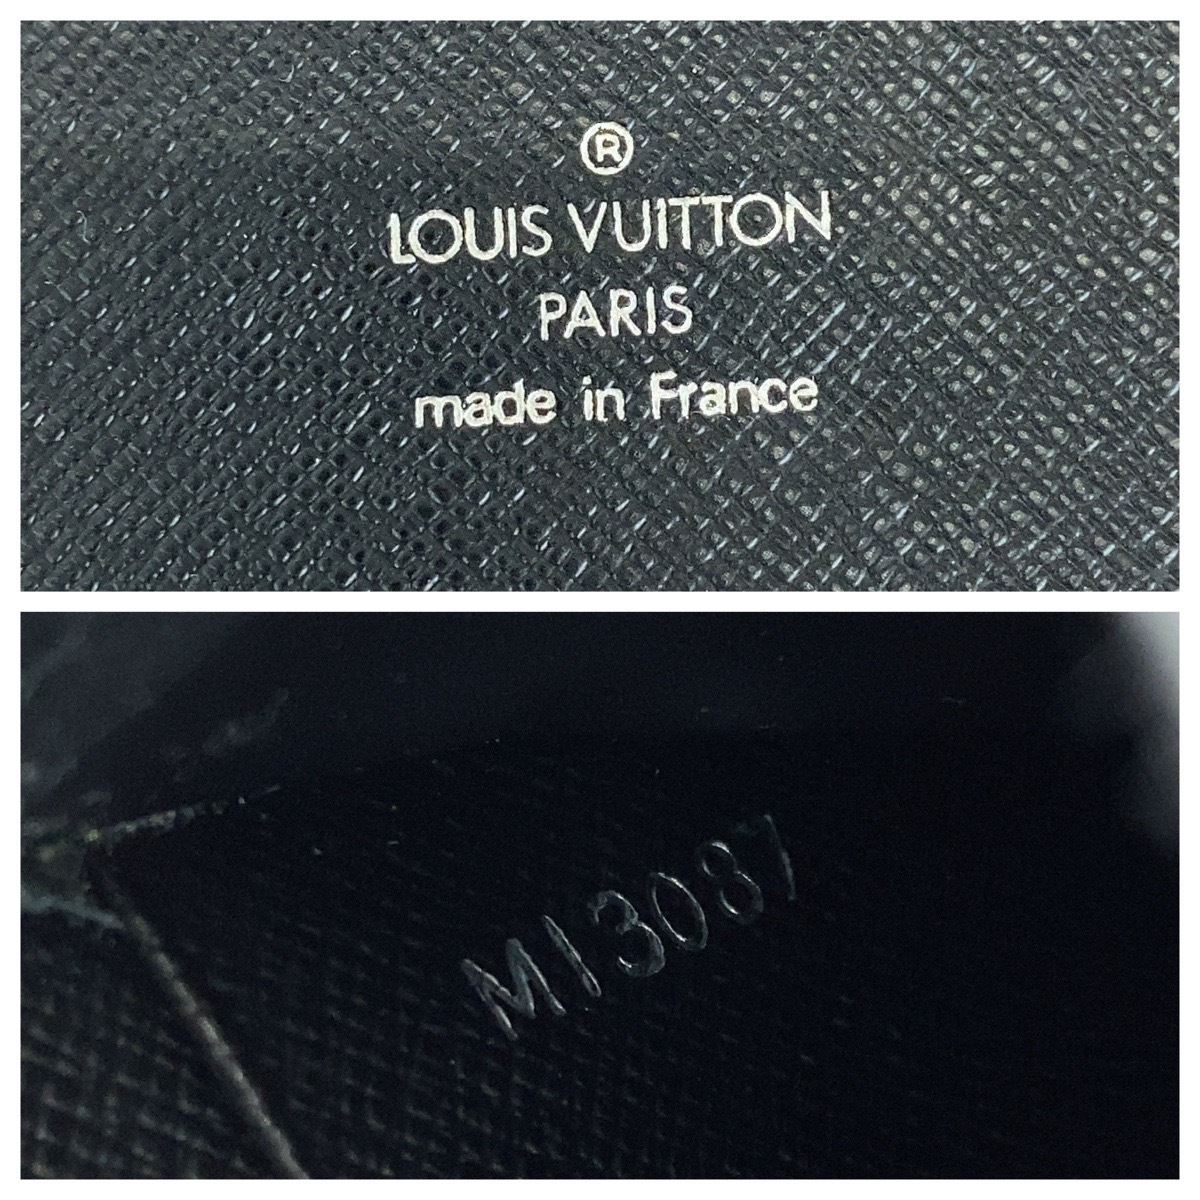 ®
LOUIS VUITTON
PARIS
made in France
MI3087